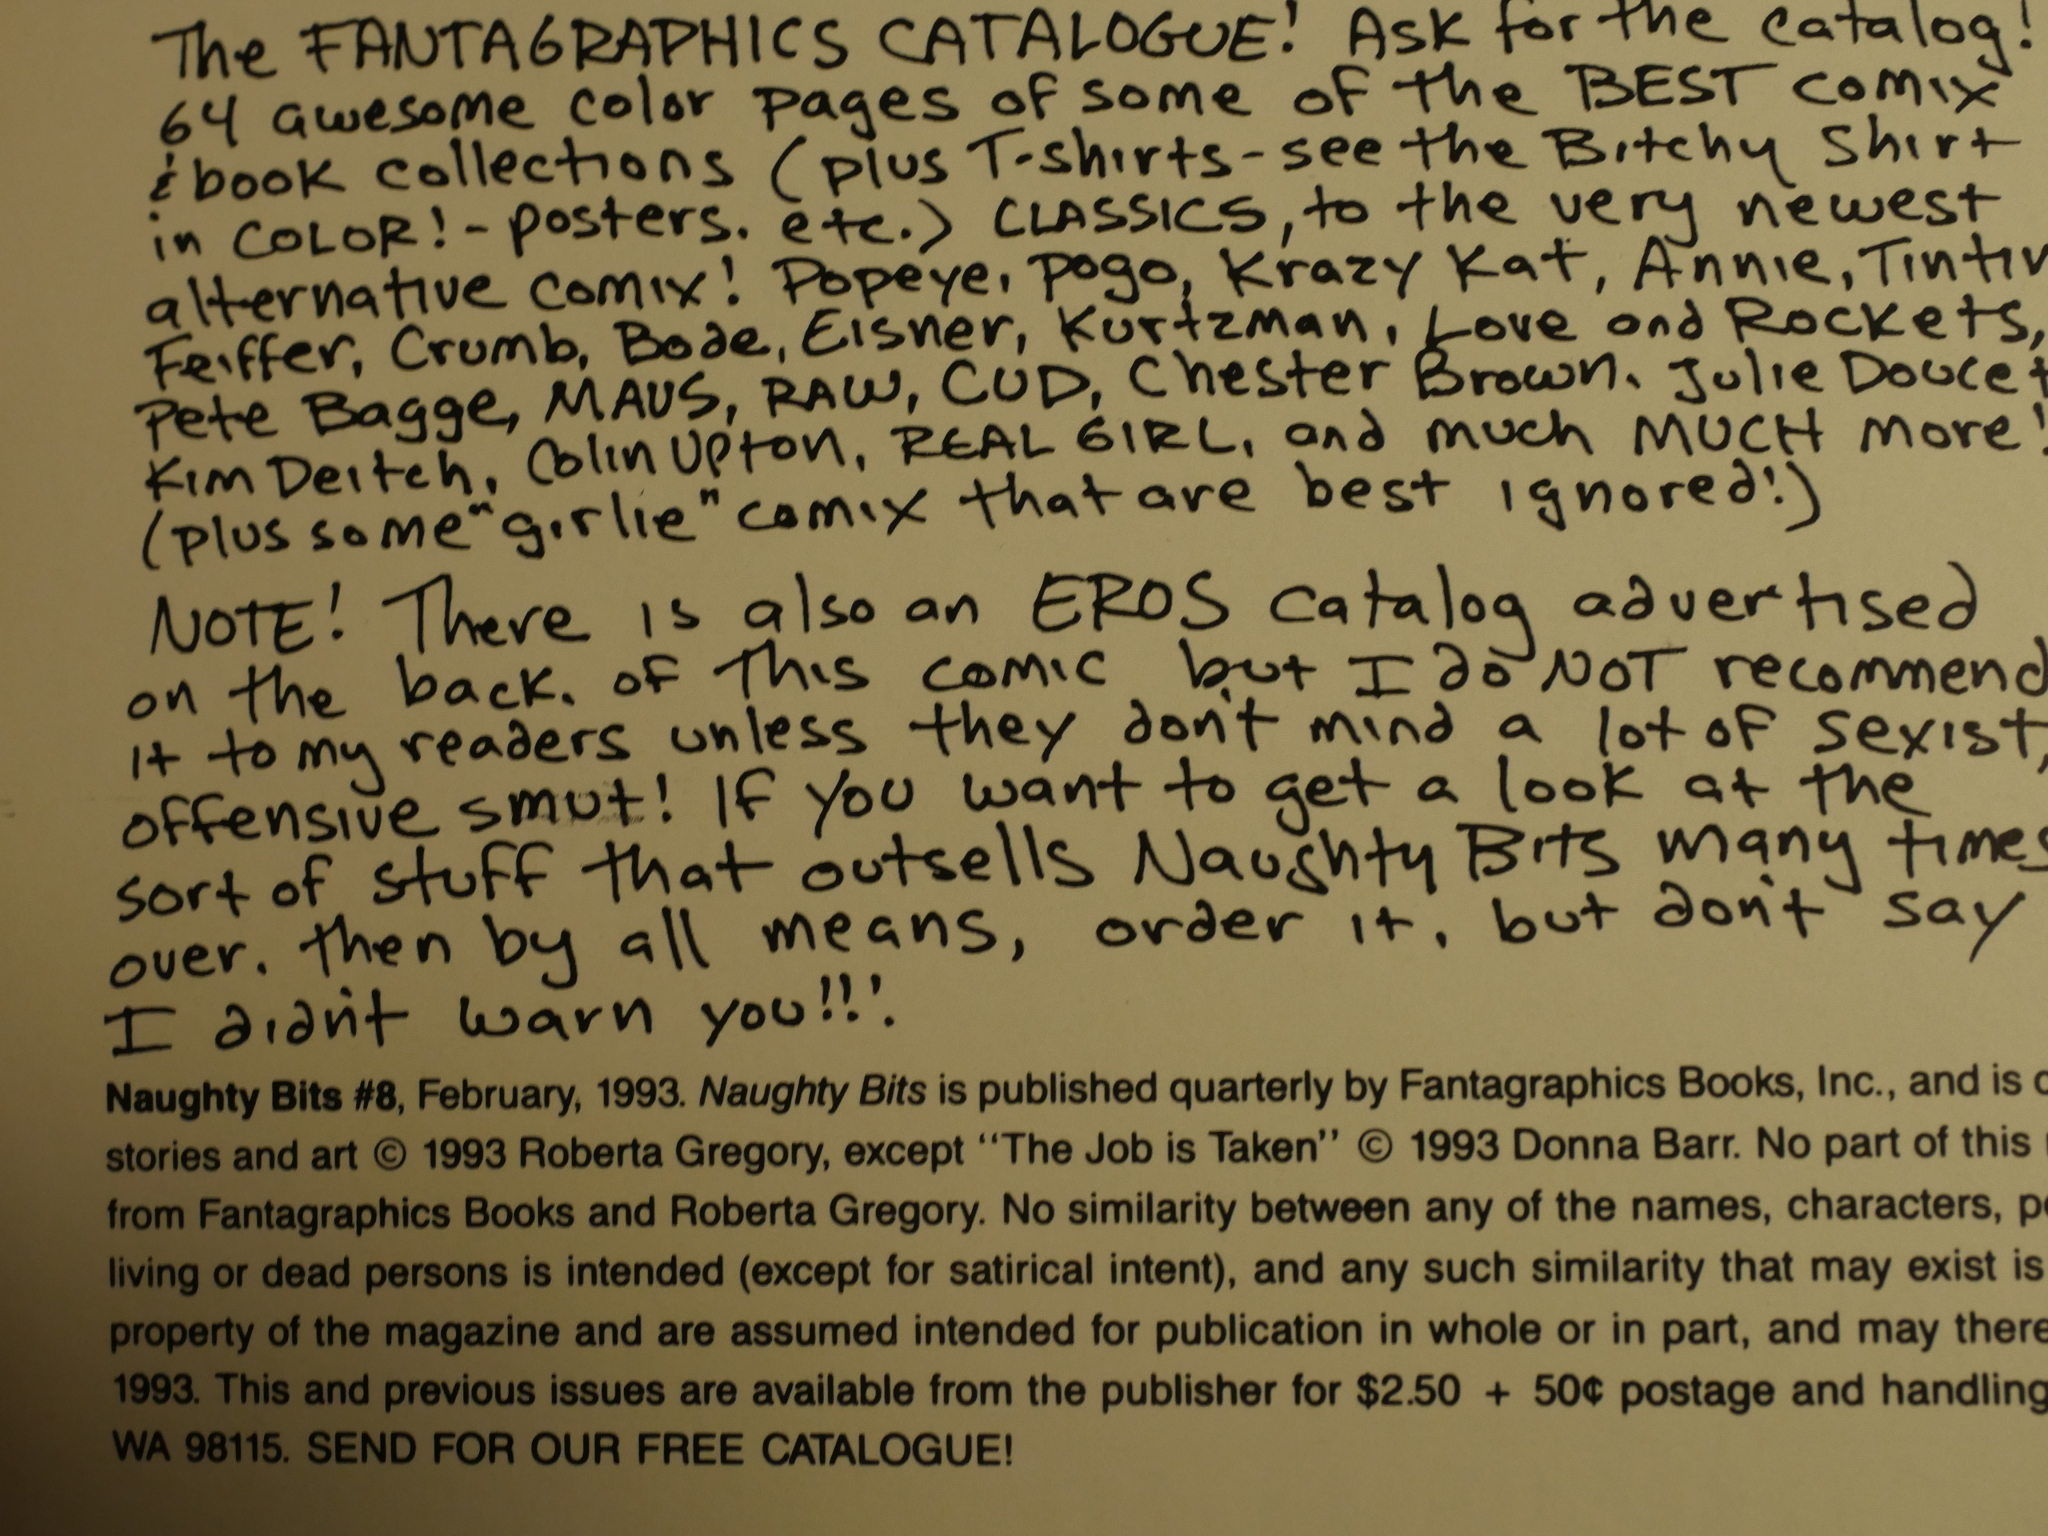 The FANTAGRAPHICS CATALOGUE! Ask for the catalog!
64 awesome color pages of some of the BEST comix
& book collections (plus T-shirts - see the Bitchy Shirt
in COLOR! - posters. etc.) CLASSICS, to the very newest
alternative comix! Popeye, Pogo, Krazy Kat, Annie, Tintin
Feiffer, Crumb, Bode, Eisner, Kurtzman, Love and Rockets,
Pete Bagge, MAUS, RAW, CUD, Chester Brown. Julie Doucet
Kim Deitch, Colin Upton, REAL GIRL, and much MUCH more!
(plus some "girlie" comix that are best ignored!)
NOTE! There is also an EROS catalog advertised
on the back. of this comic but I do NOT recommend
it to my readers unless they don't mind a lot of sexist,
offensive smut! If you want to get a look at the
sort of stuff that outsells Naughty Bits many times
over. then by all means, order it, but don't say
I didn't warn you!!!
Naughty Bits #8, February, 1993. Naughty Bits is published quarterly by Fantagraphics Books, Inc., and is
stories and art © 1993 Roberta Gregory, except ‘‘The Job is Taken’’ © 1993 Donna Barr. No part of this
from Fantagraphics Books and Roberta Gregory. No similarity between any of the names, characters,
living or dead persons is intended (except for satirical intent), and any such similarity that may exist is
property of the magazine and are assumed intended for publication in whole or in part, and may
1993. This and previous issues are available from the publisher for $2.50 + 50¢ postage and handling
WA 98115. SEND FOR OUR FREE CATALOGUE!